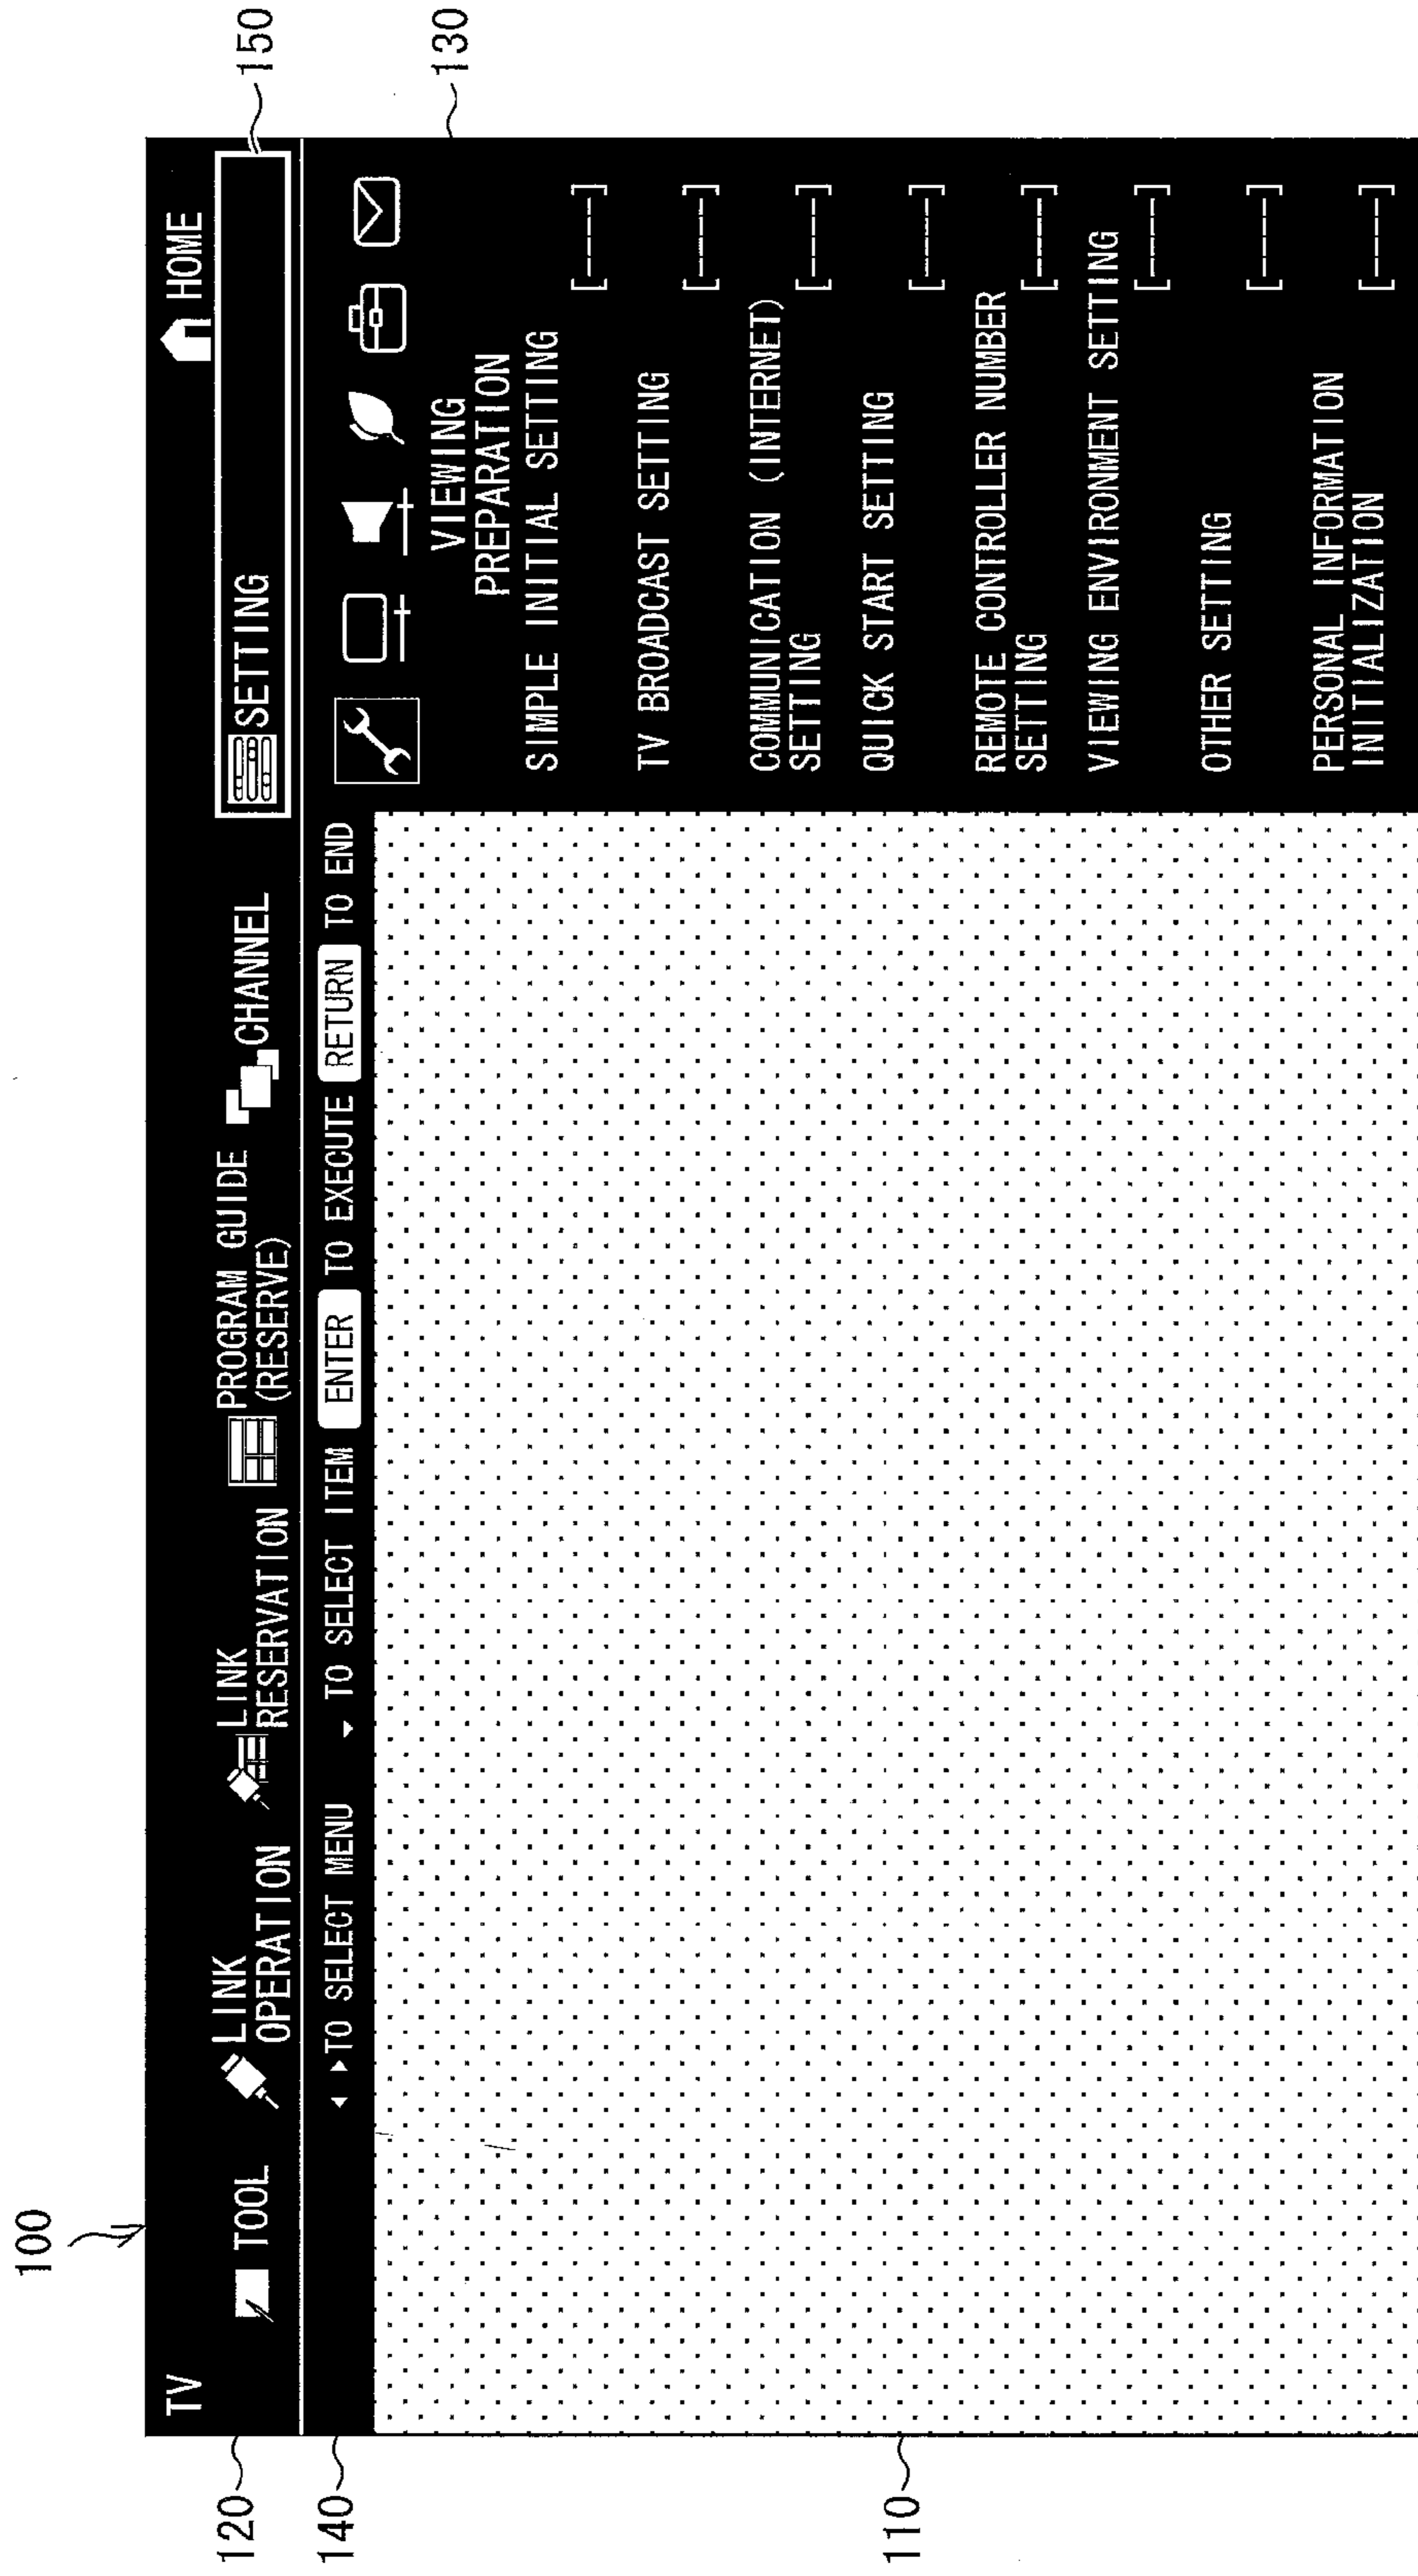 100
TV
HOME
120
TOOL
LINK
OPERATION
LINK
RESERVATION
PROGRAM GUIDE
(RESERVE)
CHANNEL
SETTING
150
140
◀ ▶ TO SELECT MENU ▼ TO SELECT ITEM ENTER TO EXECUTE RETURN TO END
130
110
VIEWING
PREPARATION
SIMPLE INITIAL SETTING
[-----]
TV BROADCAST SETTING
[-----]
COMMUNICATION (INTERNET)
SETTING
[-----]
QUICK START SETTING
[-----]
REMOTE CONTROLLER NUMBER
SETTING
[-----]
VIEWING ENVIRONMENT SETTING
[-----]
OTHER SETTING
[-----]
PERSONAL INFORMATION
INITIALIZATION
[-----]